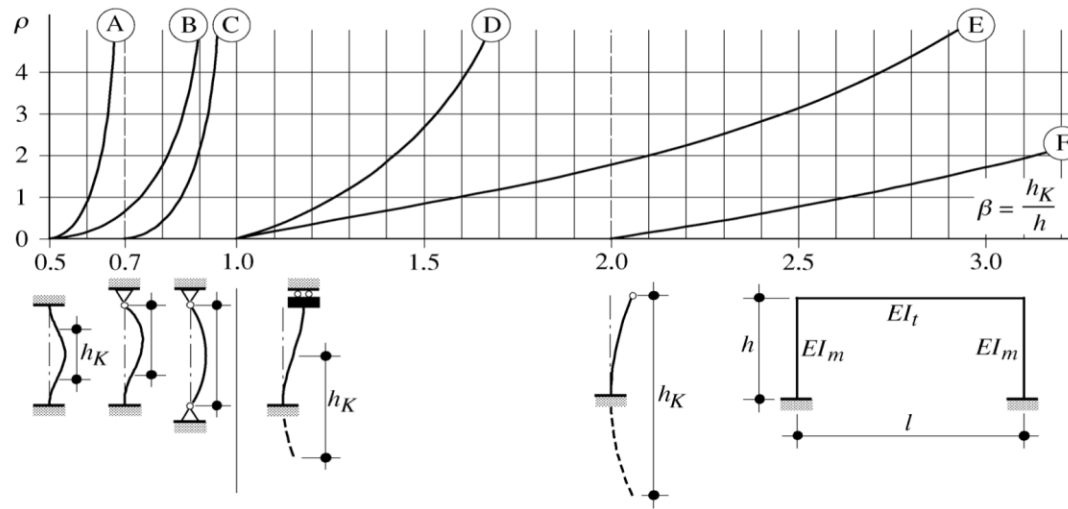 ρ
A
B
C
D
E
F
4
3
2
1
0
β = h_K / h
0.5
0.7
1.0
1.5
2.0
2.5
3.0
h_K
h_K
h_K
h
EI_t
EI_m
EI_m
l